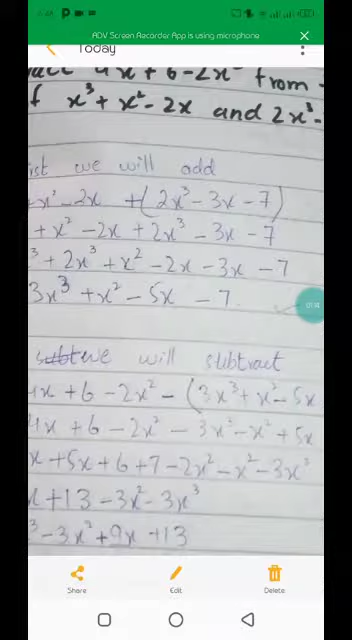 ADV Screen Recorder App is using microphone
Today
4x + 6 - 2x² from
x³ + x² - 2x and 2x³ -
we will add
x² - 2x + (2x³ - 3x - 7)
+ x² - 2x + 2x³ - 3x - 7
³ + 2x³ + x² - 2x - 3x - 7
3x³ + x² - 5x - 7
we will subtract
4x + 6 - 2x² - (3x³ + x² - 5x
4x + 6 - 2x² - 3x³ - x² + 5x
x + 5x + 6 + 7 - 2x² - x² - 3x³
x + 13 - 3x² - 3x³
³ - 3x² + 9x + 13
Share Edit Delete